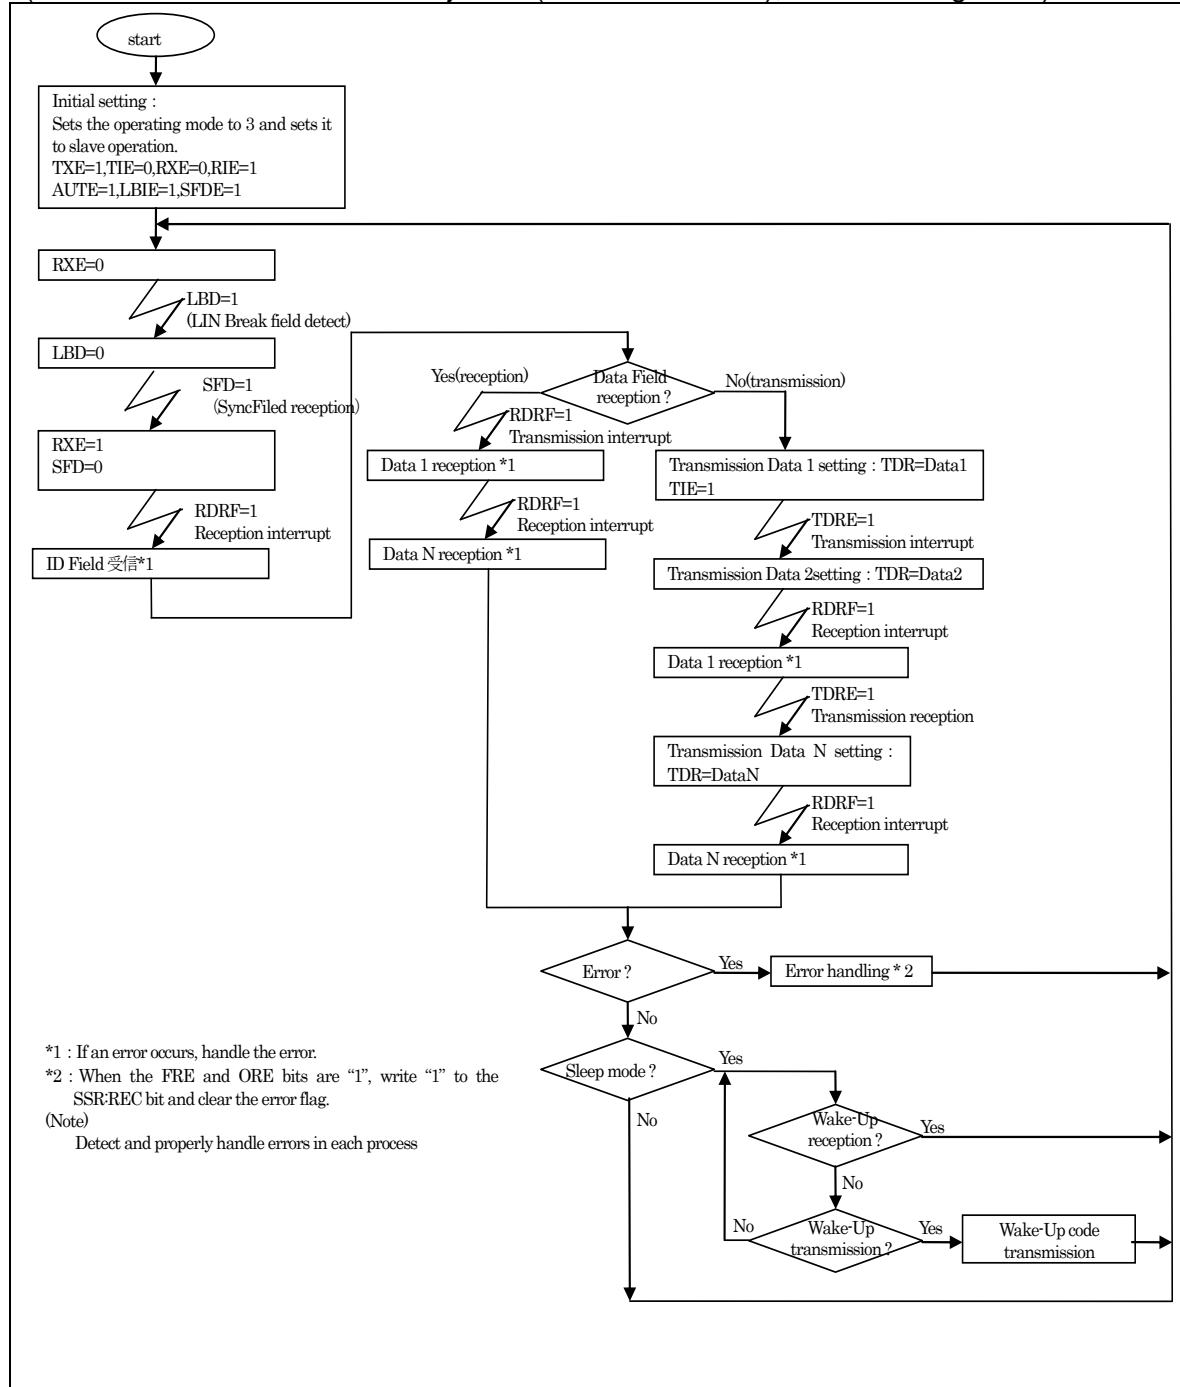 start
Initial setting :
Sets the operating mode to 3 and sets it
to slave operation.
TXE=1,TIE=0,RXE=0,RIE=1
AUTE=1,LBIE=1,SFDE=1
RXE=0
LBD=1
(LIN Break field detect)
LBD=0
SFD=1
(SyncFiled reception)
RXE=1
SFD=0
RDRF=1
Reception interrupt
ID Field 受信*1
Data Field
reception ?
Yes(reception)
No(transmission)
RDRF=1
Transmission interrupt
Data 1 reception *1
RDRF=1
Reception interrupt
Data N reception *1
Transmission Data 1 setting : TDR=Data1
TIE=1
TDRE=1
Transmission interrupt
Transmission Data 2setting : TDR=Data2
RDRF=1
Reception interrupt
Data 1 reception *1
TDRE=1
Transmission reception
Transmission Data N setting :
TDR=DataN
RDRF=1
Reception interrupt
Data N reception *1
Error ?
Yes
Error handling * 2
No
Sleep mode ?
Yes
No
Wake-Up
reception ?
Yes
No
Wake-Up
transmission ?
No
Yes
Wake-Up code
transmission
*1 : If an error occurs, handle the error.
*2 : When the FRE and ORE bits are “1”, write “1” to the
SSR:REC bit and clear the error flag.
(Note)
Detect and properly handle errors in each process